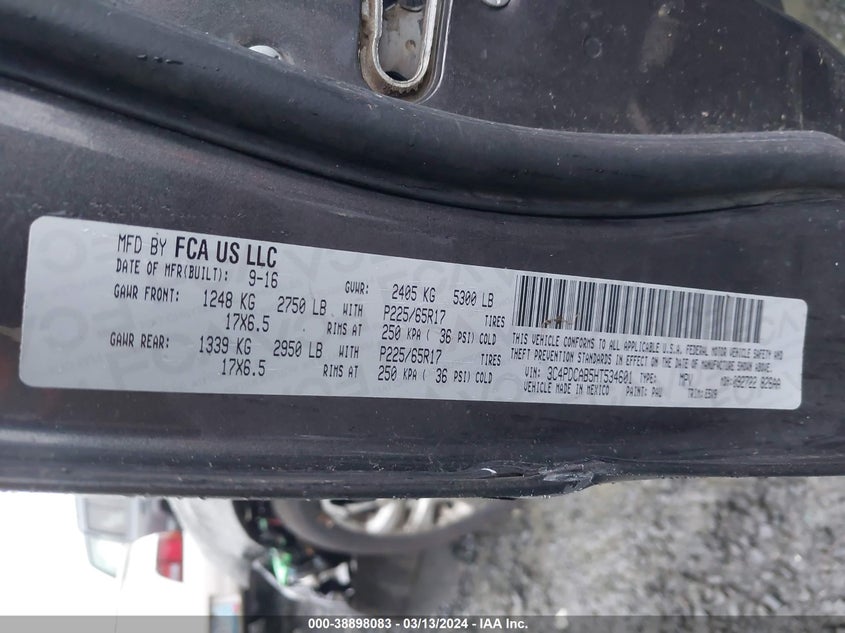 MFD BY FCA US LLC
DATE OF MFR(BUILT): 9-16 GVWR: 2405 KG 5300 LB
GAWR FRONT: 1248 KG 2750 LB WITH P225/65R17 TIRES
17X6.5 RIMS AT 250 KPA ( 36 PSI) COLD
GAWR REAR: 1339 KG 2950 LB WITH P225/65R17 TIRES
17X6.5 RIMS AT 250 KPA ( 36 PSI) COLD
THIS VEHICLE CONFORMS TO ALL APPLICABLE U.S.A. FEDERAL MOTOR VEHICLE SAFETY AND
THEFT PREVENTION STANDARDS IN EFFECT ON THE DATE OF MANUFACTURE SHOWN ABOVE.
VIN: 3C4PDCAB5HT534601 TYPE: MPV MDH: 092722 828AA
VEHICLE MADE IN MEXICO PAINT: PAU TRIM:
000-38898083 - 03/13/2024 - IAA Inc.